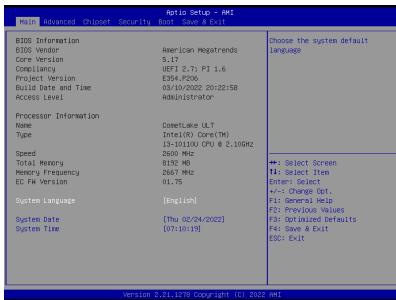 Aptio Setup - AMI
Main Advanced Chipset Security Boot Save & Exit
BIOS Information
BIOS Vendor American Megatrends
Core Version 5.17
Compliancy UEFI 2.7; PI 1.6
Project Version E354.P206
Build Date and Time 03/10/2022 20:22:58
Access Level Administrator
Processor Information
Name CometLake ULT
Type Intel(R) Core(TM)
i3-10110U CPU @ 2.10GHz
Speed 2600 MHz
Total Memory 8192 MB
Memory Frequency 2667 MHz
EC FW Version 01.75
System Language [English]
System Date [Thu 02/24/2022]
System Time [07:10:19]
Choose the system default
language
→←: Select Screen
↑↓: Select Item
Enter: Select
+/-: Change Opt.
F1: General Help
F2: Previous Values
F3: Optimized Defaults
F4: Save & Exit
ESC: Exit
Version 2.21.1278 Copyright (C) 2022 AMI